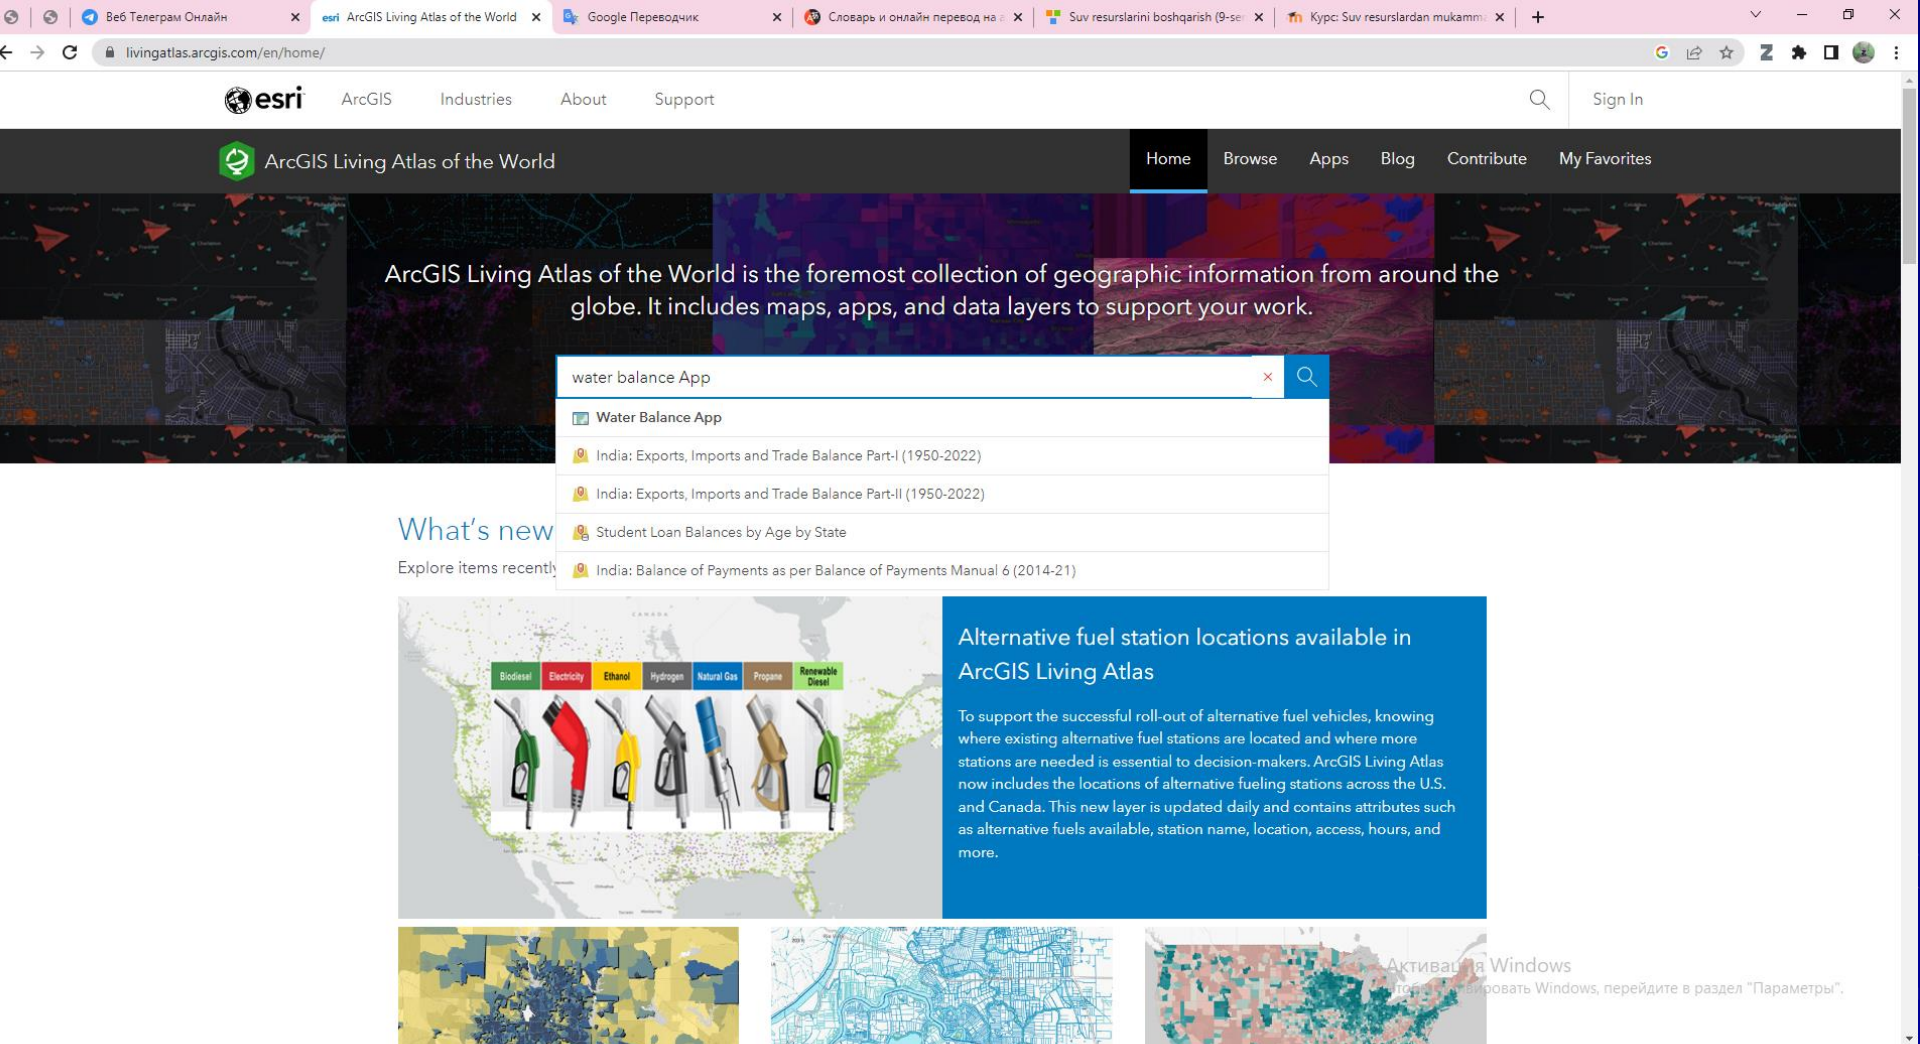 Веб Телеграм Онлайн
esri ArcGIS Living Atlas of the World
Google Переводчик
Словарь и онлайн перевод на а
Suv resurslarini boshqarish (9-se
Курс: Suv resurslardan mukamm
livingatlas.arcgis.com/en/home/
esri
ArcGIS
Industries
About
Support
Sign In
ArcGIS Living Atlas of the World
Home
Browse
Apps
Blog
Contribute
My Favorites
ArcGIS Living Atlas of the World is the foremost collection of geographic information from around the
globe. It includes maps, apps, and data layers to support your work.
water balance App
Water Balance App
India: Exports, Imports and Trade Balance Part-I (1950-2022)
India: Exports, Imports and Trade Balance Part-II (1950-2022)
Student Loan Balances by Age by State
India: Balance of Payments as per Balance of Payments Manual 6 (2014-21)
What's new
Explore items recently
CANADA
Biodiesel
Electricity
Ethanol
Hydrogen
Natural Gas
Propane
Renewable
Diesel
Alternative fuel station locations available in
ArcGIS Living Atlas
To support the successful roll-out of alternative fuel vehicles, knowing
where existing alternative fuel stations are located and where more
stations are needed is essential to decision-makers. ArcGIS Living Atlas
now includes the locations of alternative fueling stations across the U.S.
and Canada. This new layer is updated daily and contains attributes such
as alternative fuels available, station name, location, access, hours, and
more.
Активация Windows
Windows, перейдите в раздел "Параметры".